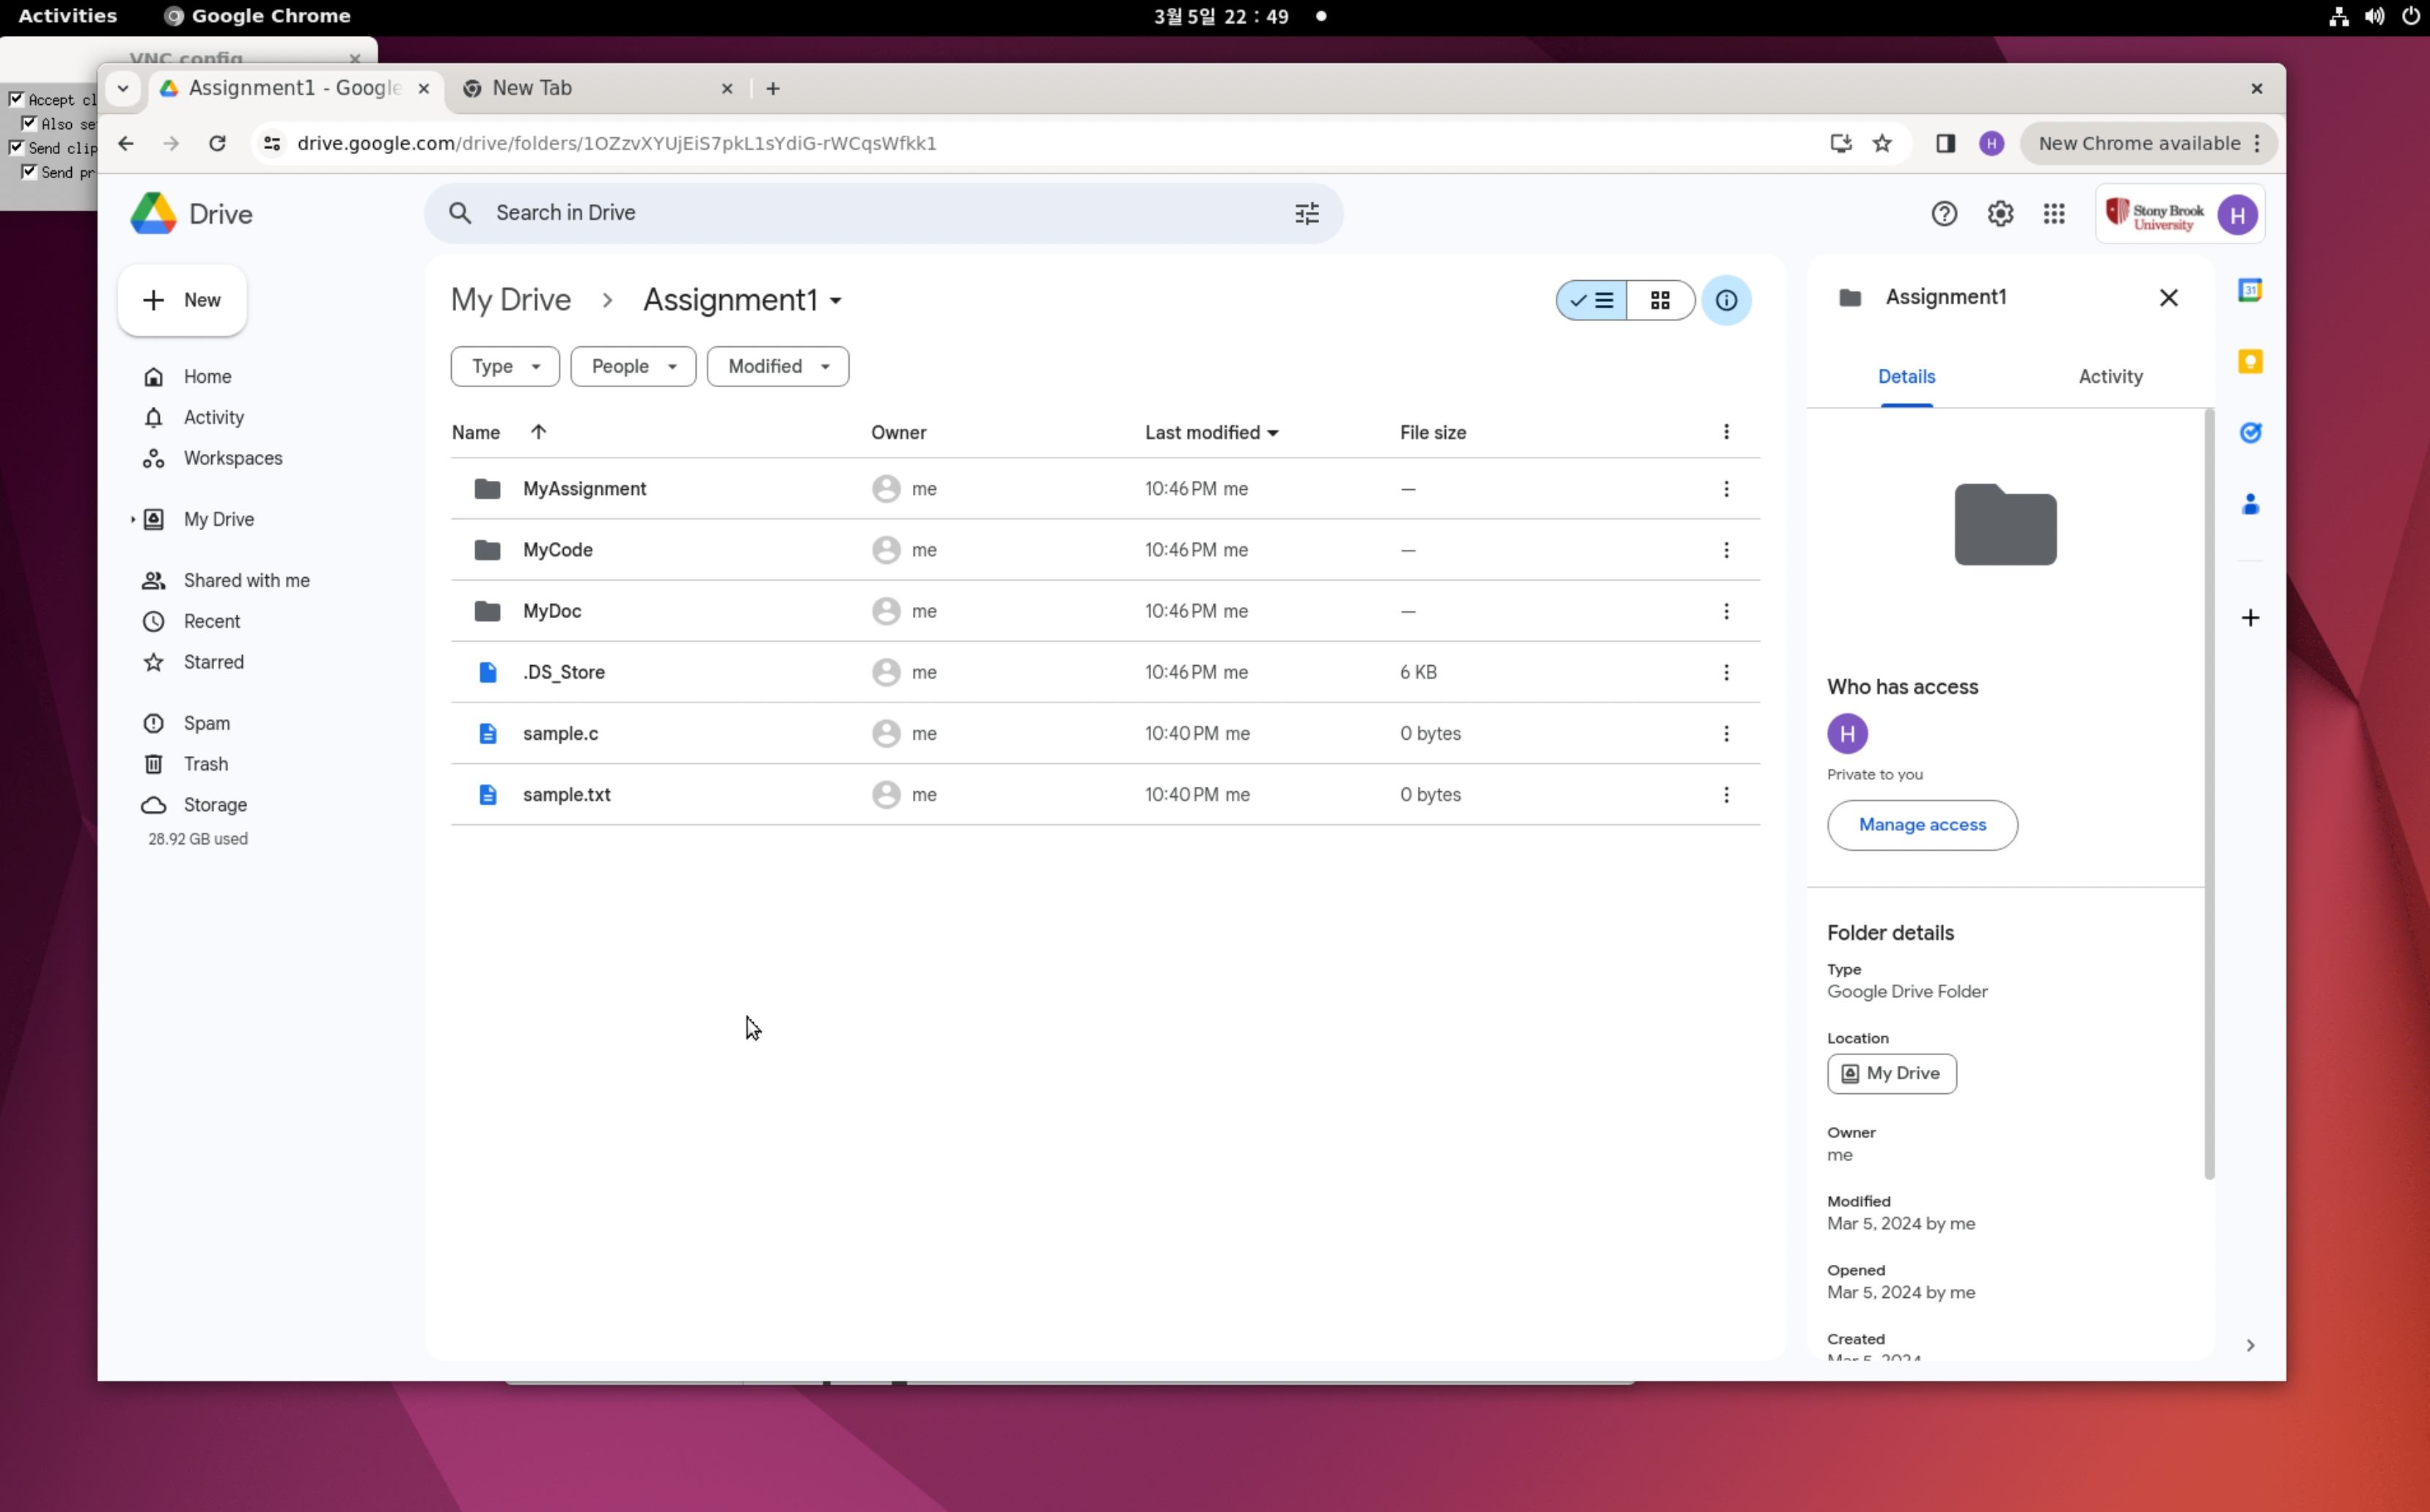 Activities Google Chrome 3월 5일 22 : 49
VNC config
Accept cl
Also se
Send clip
Send pr
Assignment1 - Google
New Tab
drive.google.com/drive/folders/1OZzvXYUjEiS7pkL1sYdiG-rWCqsWfkk1
New Chrome available
Drive
Search in Drive
Stony Brook
University
H
New
Home
Activity
Workspaces
My Drive
Shared with me
Recent
Starred
Spam
Trash
Storage
28.92 GB used
My Drive > Assignment1
Type People Modified
Name Owner Last modified File size
MyAssignment me 10:46 PM me —
MyCode me 10:46 PM me —
MyDoc me 10:46 PM me —
.DS_Store me 10:46 PM me 6 KB
sample.c me 10:40 PM me 0 bytes
sample.txt me 10:40 PM me 0 bytes
Assignment1
Details Activity
Who has access
H
Private to you
Manage access
Folder details
Type
Google Drive Folder
Location
My Drive
Owner
me
Modified
Mar 5, 2024 by me
Opened
Mar 5, 2024 by me
Created
Mar 5, 2024
31